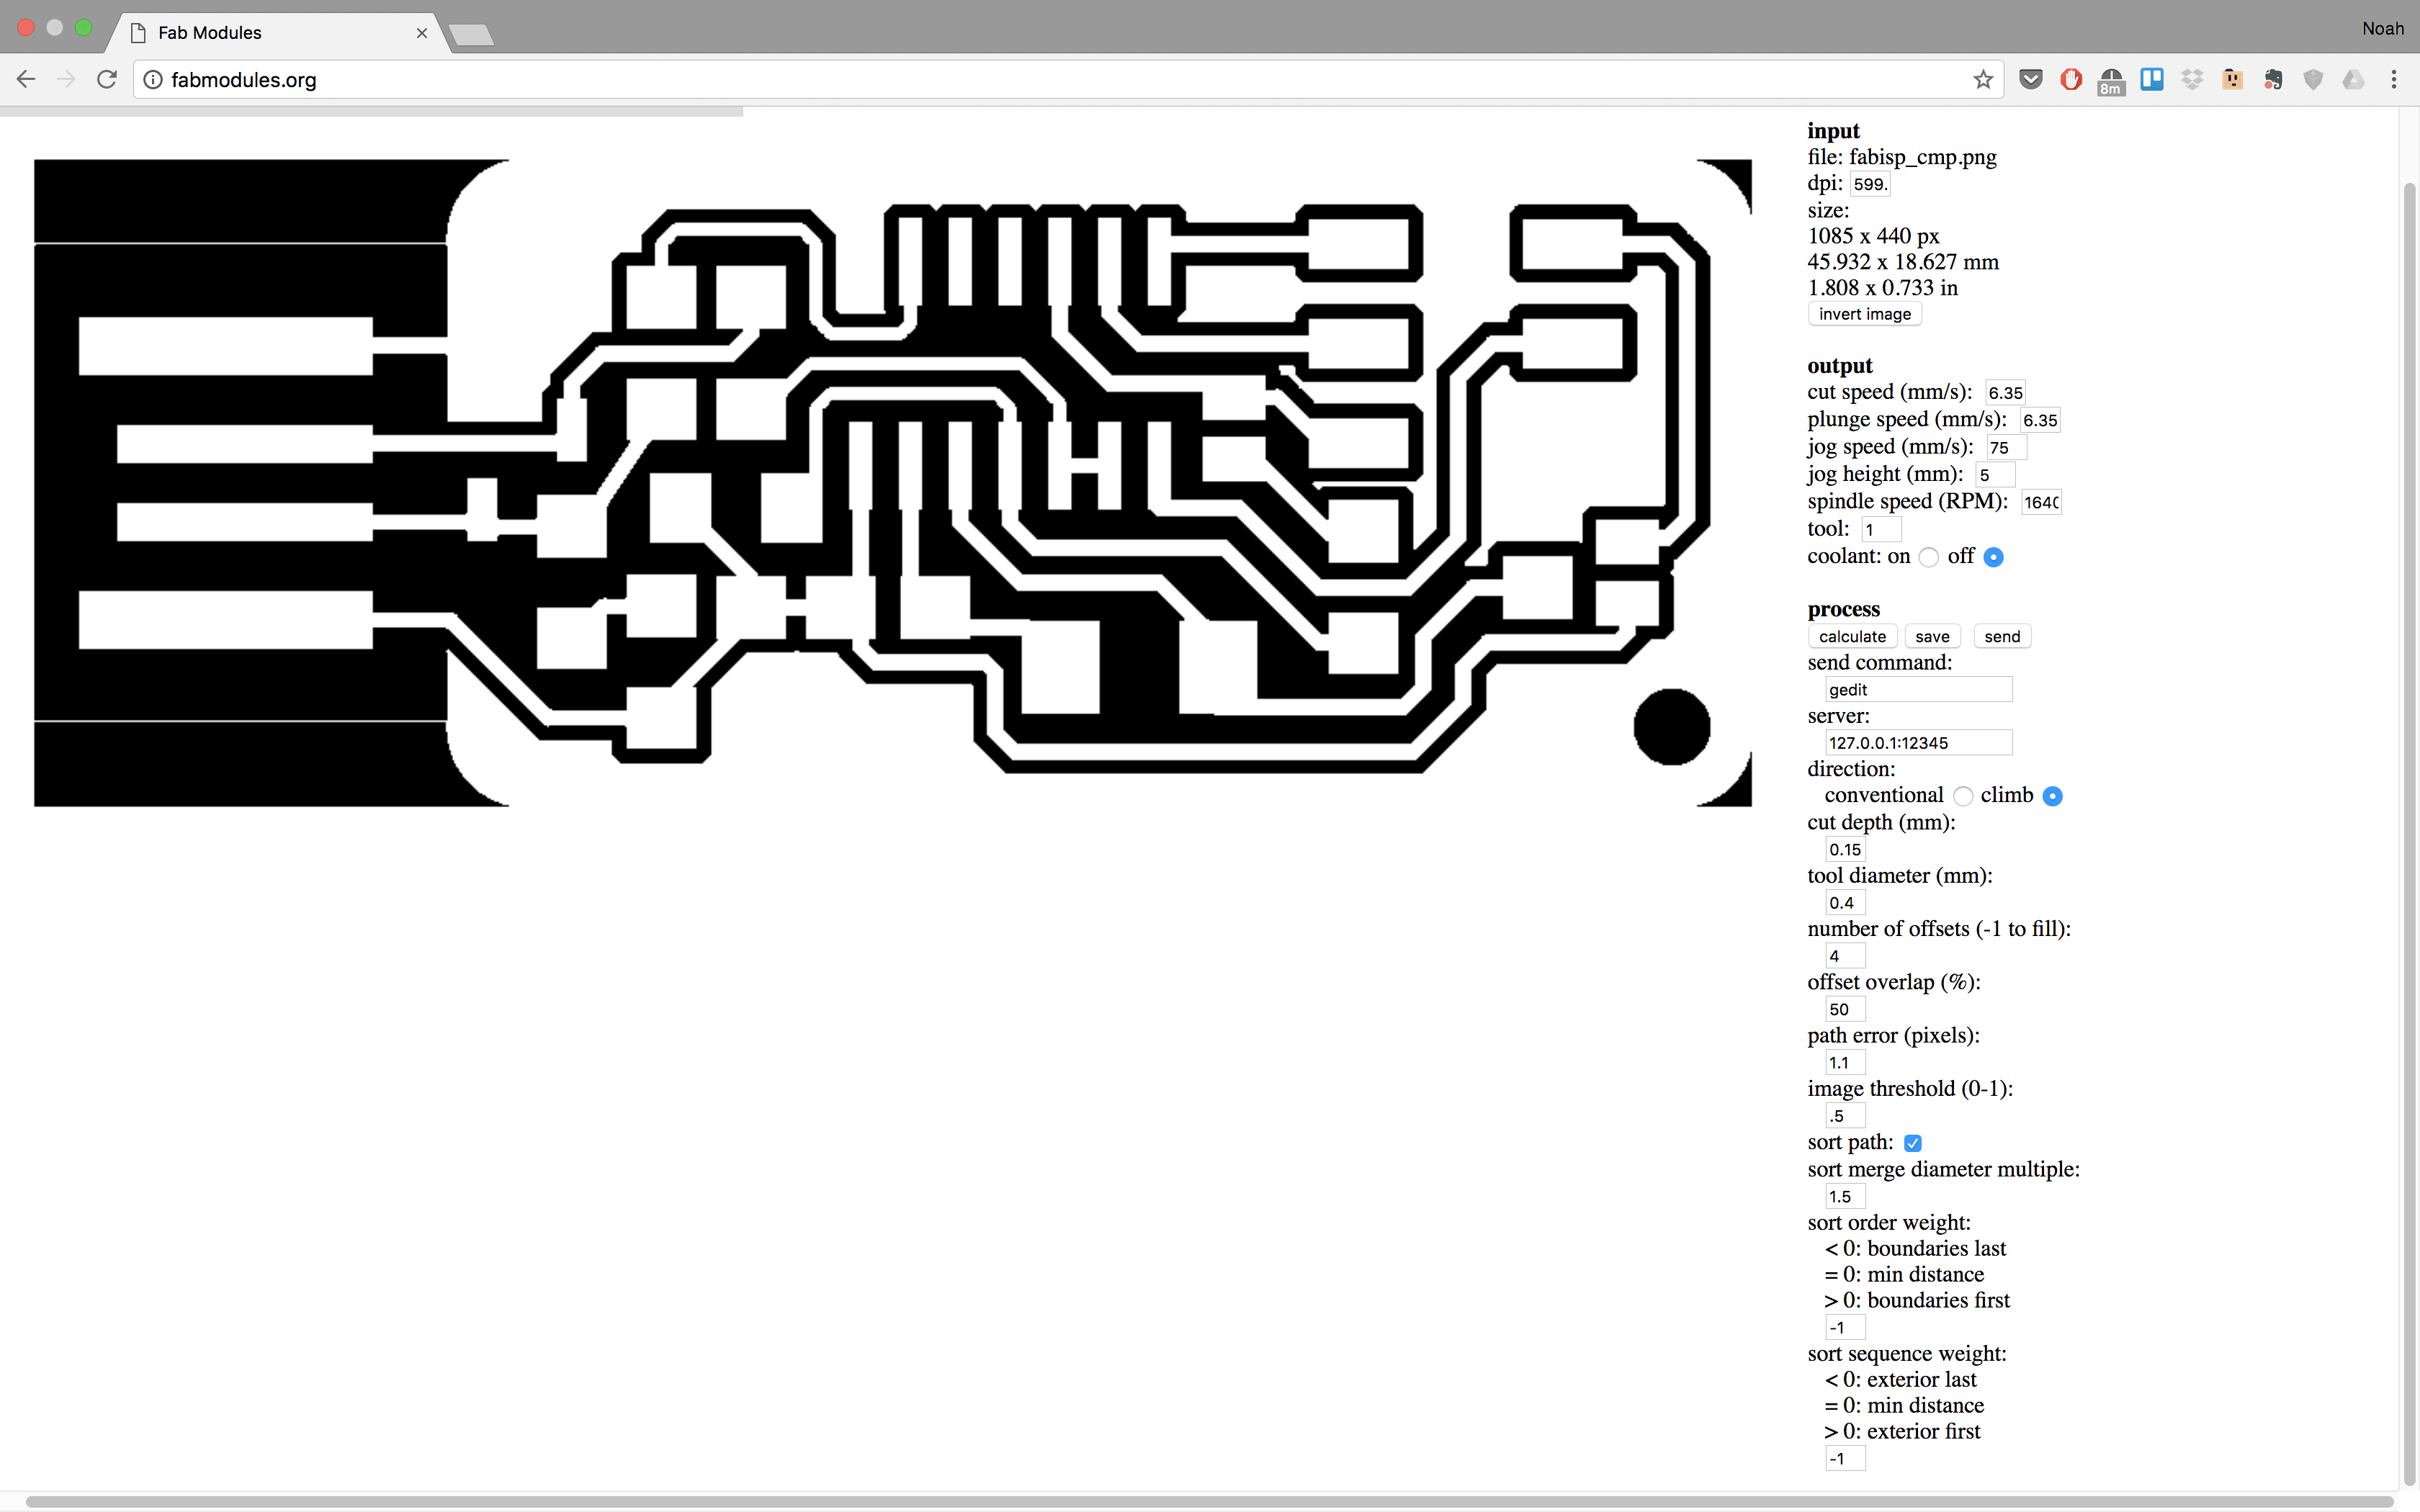 Fab Modules
Noah
fabmodules.org
8m
input
file: fabisp_cmp.png
dpi: 599.
size:
1085 x 440 px
45.932 x 18.627 mm
1.808 x 0.733 in
invert image
output
cut speed (mm/s): 6.35
plunge speed (mm/s): 6.35
jog speed (mm/s): 75
jog height (mm): 5
spindle speed (RPM): 1640
tool: 1
coolant: on off
process
calculate save send
send command:
gedit
server:
127.0.0.1:12345
direction:
conventional climb
cut depth (mm):
0.15
tool diameter (mm):
0.4
number of offsets (-1 to fill):
4
offset overlap (%):
50
path error (pixels):
1.1
image threshold (0-1):
.5
sort path:
sort merge diameter multiple:
1.5
sort order weight:
< 0: boundaries last
= 0: min distance
> 0: boundaries first
-1
sort sequence weight:
< 0: exterior last
= 0: min distance
> 0: exterior first
-1